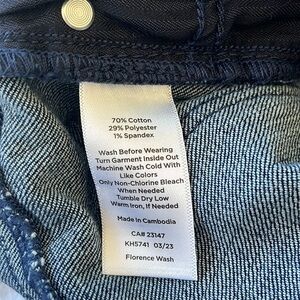 70% Cotton
29% Polyester
1% Spandex
Wash Before Wearing
Turn Garment Inside Out
Machine Wash Cold With
Like Colors
Only Non-Chlorine Bleach
When Needed
Tumble Dry Low
Warm Iron, If Needed
Made in Cambodia
CA# 23147
KH5741 03/23
Florence Wash